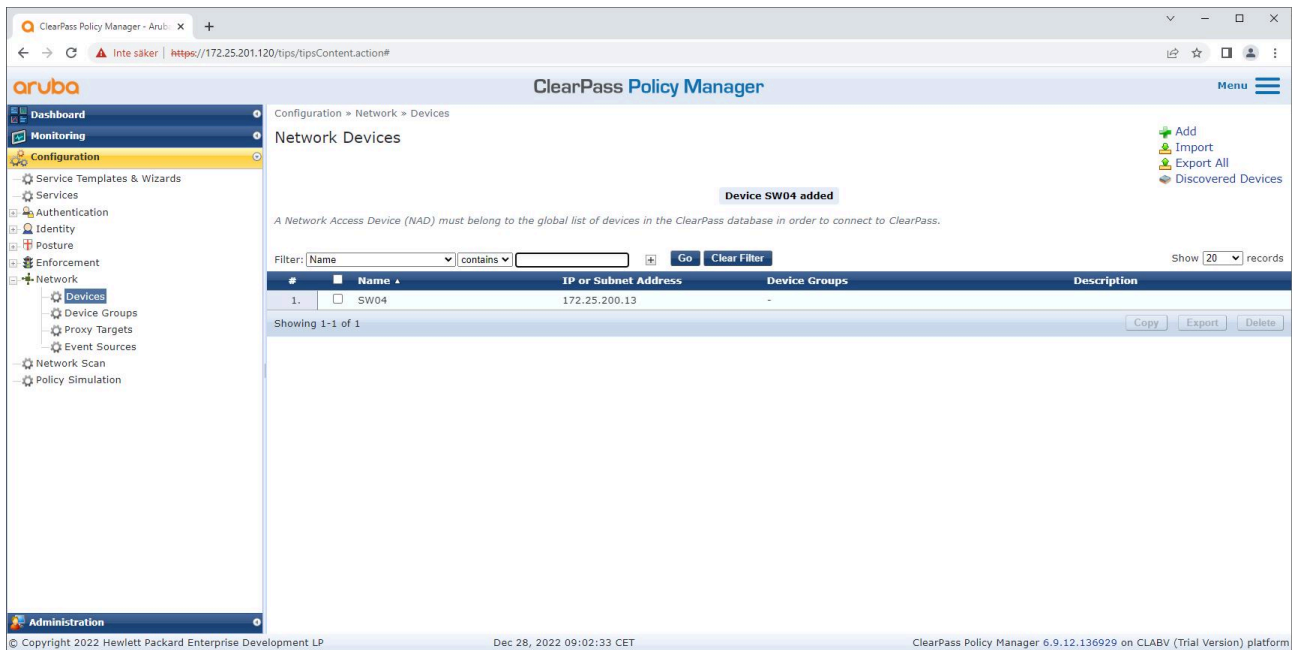 ClearPass Policy Manager - Arub
Inte säker | https://172.25.201.120/tips/tipsContent.action#
aruba
ClearPass Policy Manager
Menu
Dashboard
Monitoring
Configuration
Service Templates & Wizards
Services
Authentication
Identity
Posture
Enforcement
Network
Devices
Device Groups
Proxy Targets
Event Sources
Network Scan
Policy Simulation
Administration
Configuration » Network » Devices
Network Devices
Add
Import
Export All
Discovered Devices
Device SW04 added
A Network Access Device (NAD) must belong to the global list of devices in the ClearPass database in order to connect to ClearPass.
Filter: Name contains Go Clear Filter Show 20 records
# Name IP or Subnet Address Device Groups Description
1. SW04 172.25.200.13 -
Showing 1-1 of 1 Copy Export Delete
© Copyright 2022 Hewlett Packard Enterprise Development LP Dec 28, 2022 09:02:33 CET ClearPass Policy Manager 6.9.12.136929 on CLABV (Trial Version) platform